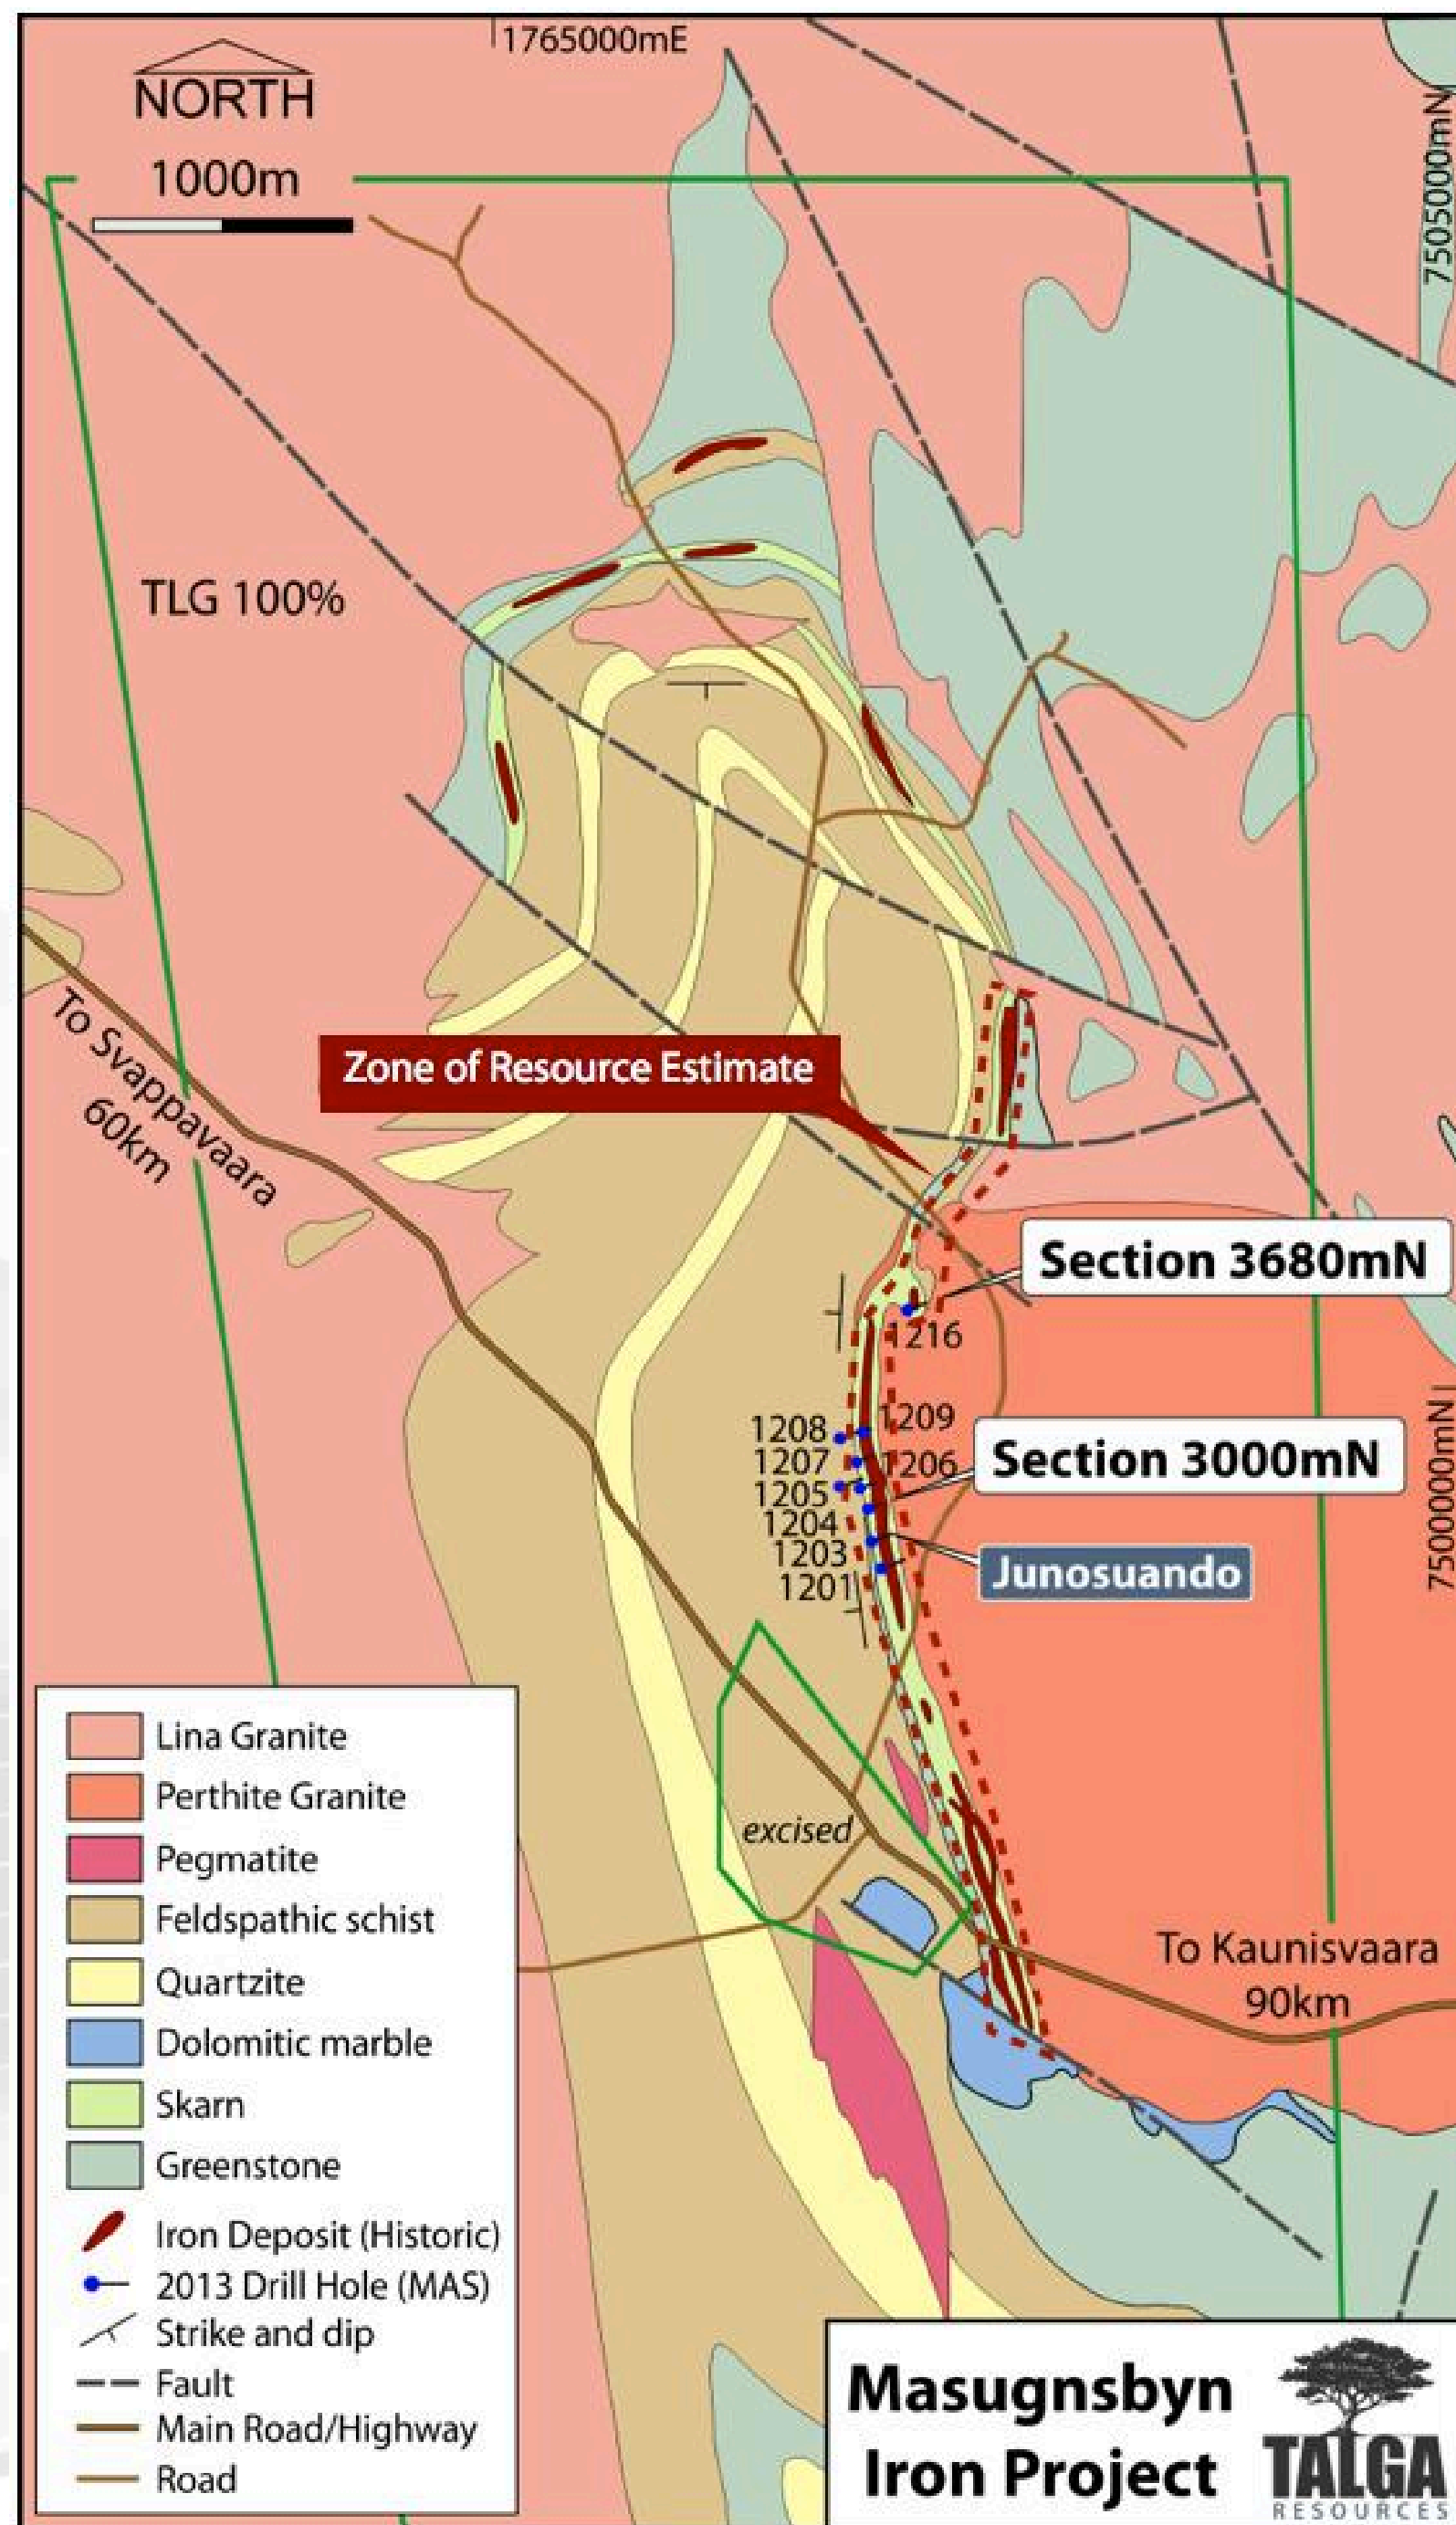 1765000mE
NORTH
1000m
7505000mN
TLG 100%
To Svappavaara
60km
Zone of Resource Estimate
Section 3680mN
1216
1208
1209
1207
1206
1205
1204
1203
1201
Section 3000mN
Junosuando
7500000mN
excised
To Kaunisvaara
90km
Lina Granite
Perthite Granite
Pegmatite
Feldspathic schist
Quartzite
Dolomitic marble
Skarn
Greenstone
Iron Deposit (Historic)
2013 Drill Hole (MAS)
Strike and dip
Fault
Main Road/Highway
Road
Masugnsbyn
Iron Project
TALGA
RESOURCES